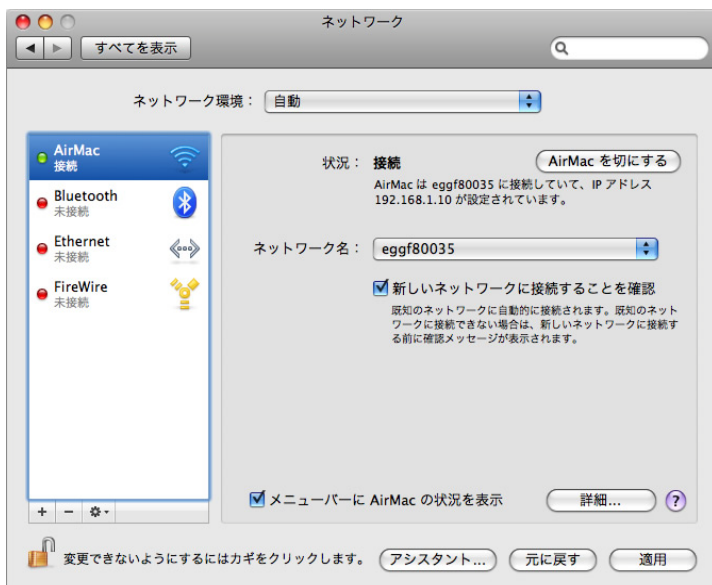 ネットワーク
すべてを表示
ネットワーク環境：
自動
AirMac
接続
Bluetooth
未接続
Ethernet
未接続
FireWire
未接続
状況：
接続
AirMac を切にする
AirMac は eggf80035 に接続していて、IP アドレス
192.168.1.10 が設定されています。
ネットワーク名：
eggf80035
新しいネットワークに接続することを確認
既知のネットワークに自動的に接続されます。既知のネット
ワークに接続できない場合は、新しいネットワークに接続す
る前に確認メッセージが表示されます。
メニューバーに AirMac の状況を表示
詳細...
?
変更できないようにするにはカギをクリックします。
アシスタント...
元に戻す
適用